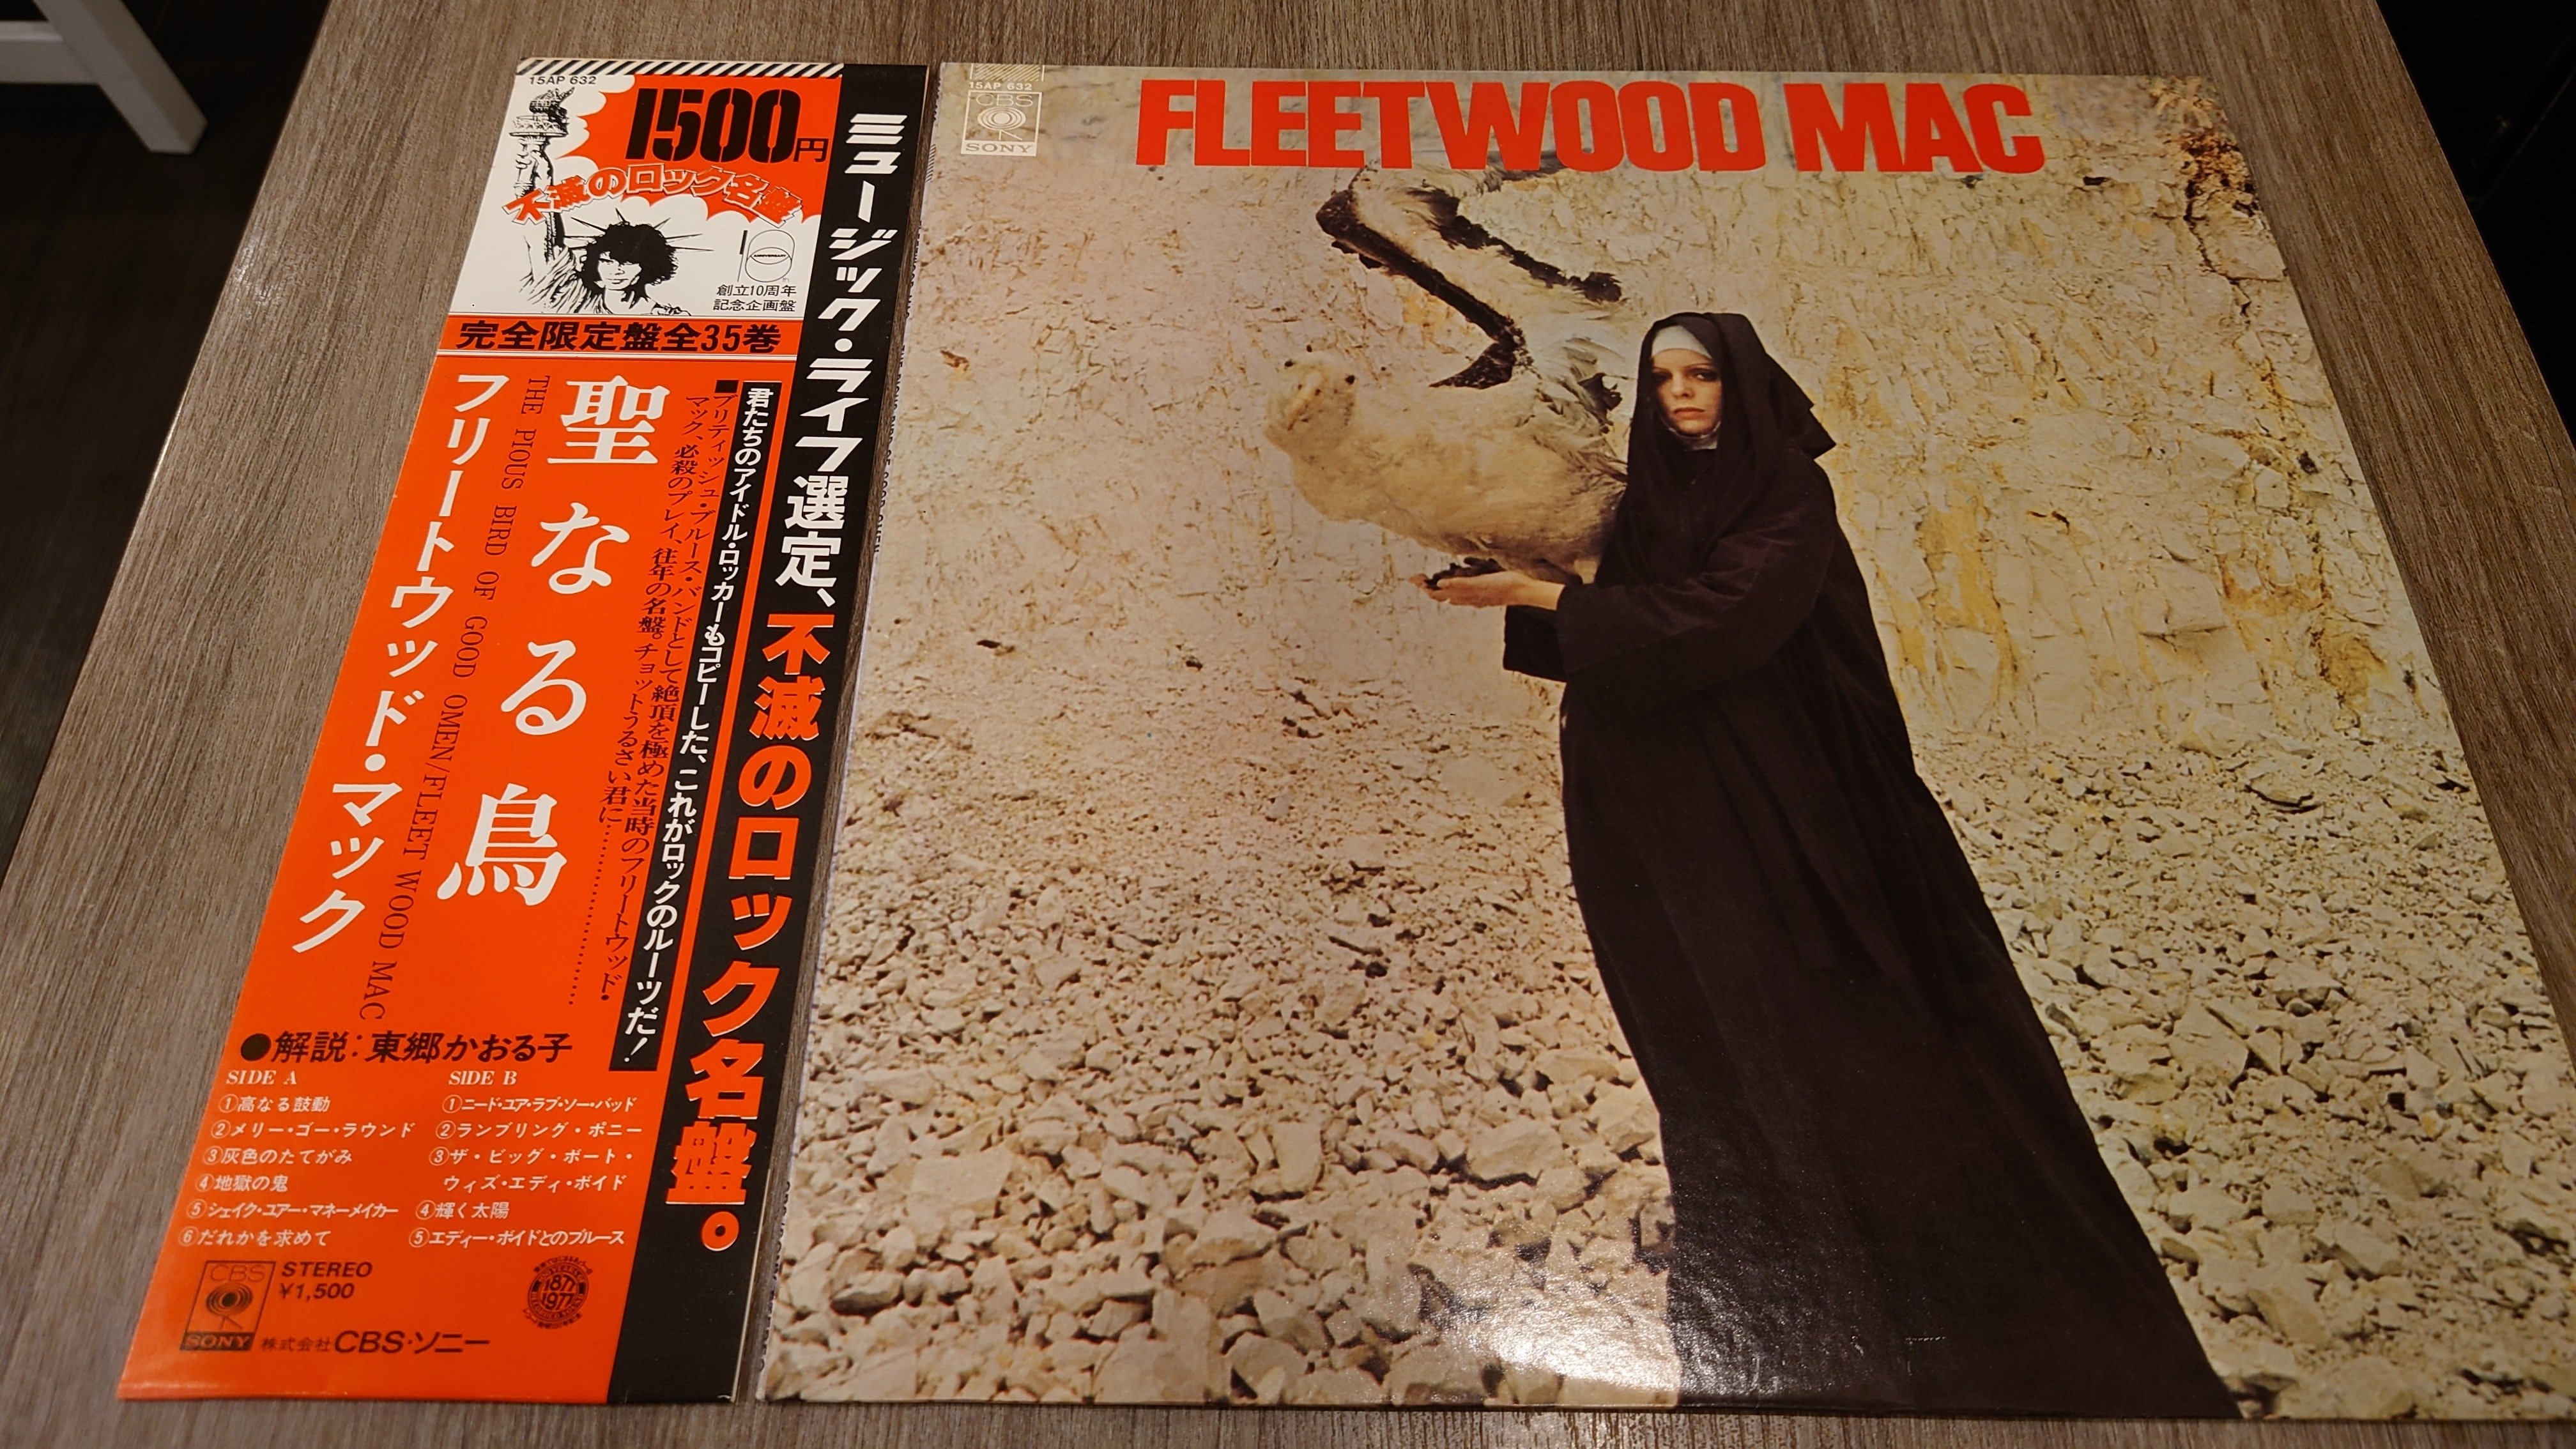 15AP 632
1500円
不滅のロック名盤
10
ANNIVERSARY
創立10周年
記念企画盤
完全限定盤全35巻
ミュージック・ライフ選定、不滅のロック名盤。
君たちのアイドル・ロッカーもコピーした、これがロックのルーツだ!
■ブリティッシュ・ブルース・バンドとして絶頂を極めた当時のフリートウッド・
マック、必殺のプレイ、往年の名盤。チョットうるさい君に…………
聖なる鳥
THE PIOUS BIRD OF GOOD OMEN/FLEET WOOD MAC
フリートウッド・マック
●解説:東郷かおる子
SIDE A
①高なる鼓動
②メリー・ゴー・ラウンド
③灰色のたてがみ
④地獄の鬼
⑤シェイク・ユアー・マネーメイカー
⑥だれかを求めて
SIDE B
①ニード・ユア・ラブ・ソー・バッド
②ランブリング・ポニー
③ザ・ビッグ・ボート・
ウィズ・エディ・ボイド
④輝く太陽
⑤エディー・ボイドとのブルース
CBS
SONY
STEREO
¥1,500
1877
1977
株式会社CBS・ソニー
15AP 632
CBS
SONY
FLEETWOOD MAC